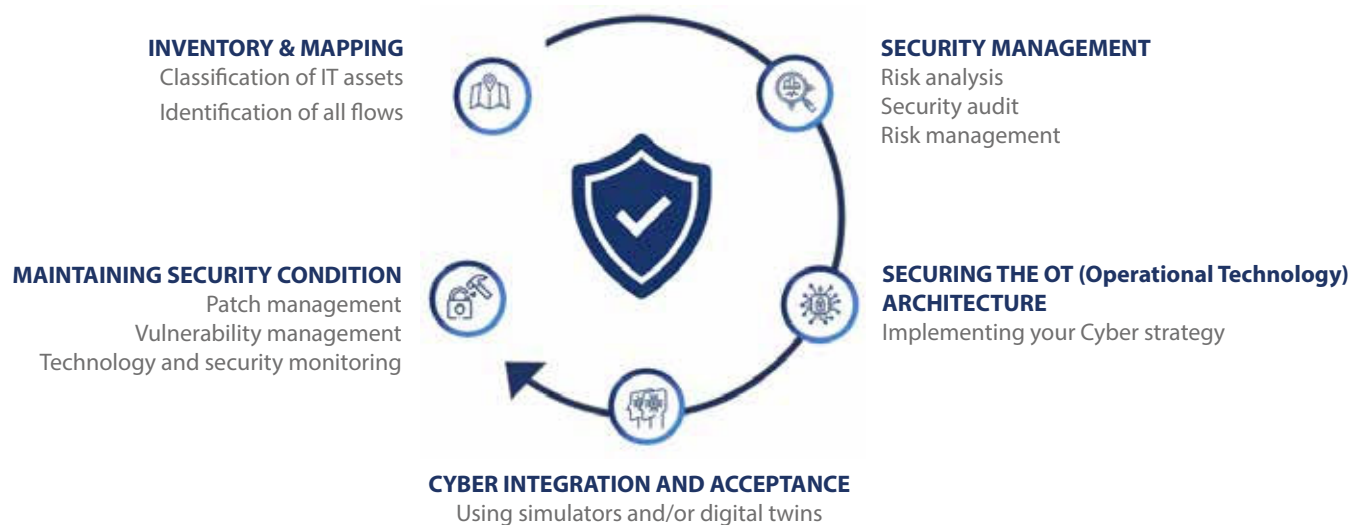 INVENTORY & MAPPING
Classification of IT assets
Identification of all flows
SECURITY MANAGEMENT
Risk analysis
Security audit
Risk management
SECURING THE OT (Operational Technology)
ARCHITECTURE
Implementing your Cyber strategy
CYBER INTEGRATION AND ACCEPTANCE
Using simulators and/or digital twins
MAINTAINING SECURITY CONDITION
Patch management
Vulnerability management
Technology and security monitoring